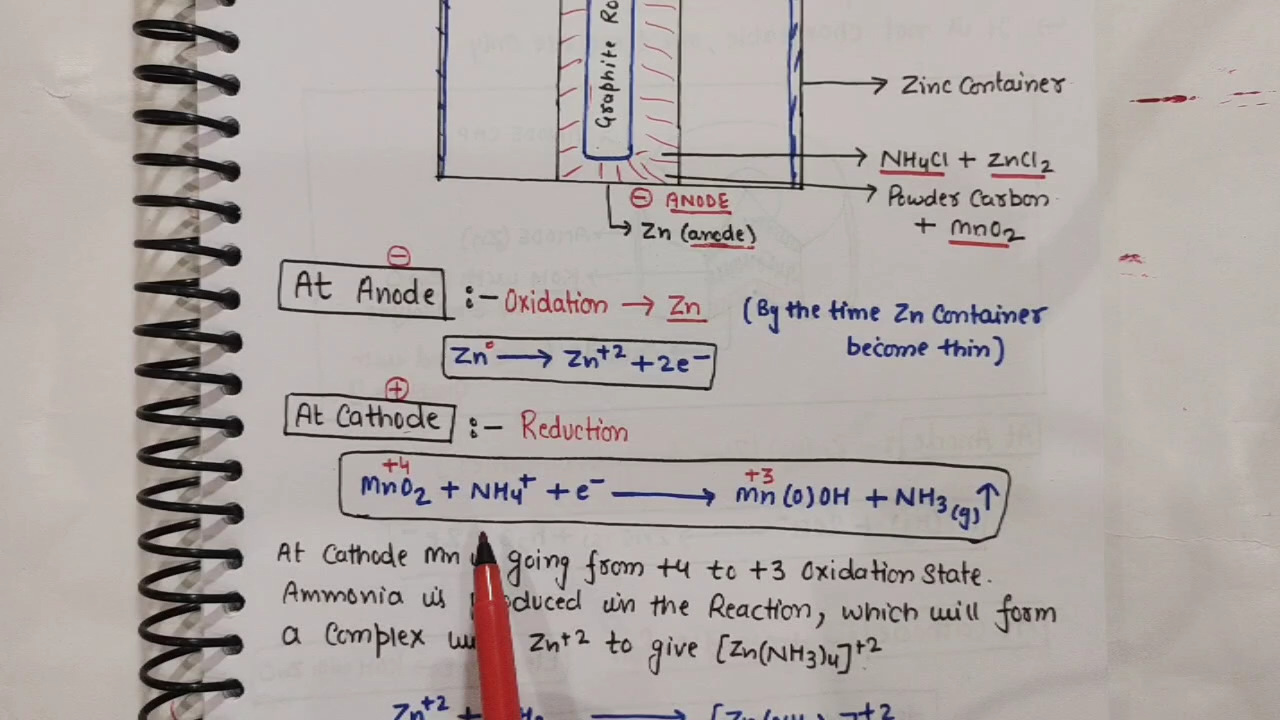 Graphite Ro
→ Zinc Container
→ NH4Cl + ZnCl2
→ Powder Carbon
+ MnO2
⊖ ANODE
→ Zn (anode)
⊖
At Anode :- Oxidation → Zn (By the time Zn Container
become thin)
Zn° → Zn+2 + 2e-
⊕
At Cathode :- Reduction
+4 +3
MnO2 + NH4+ + e- → Mn(O)OH + NH3(g)↑
At Cathode Mn going from +4 to +3 Oxidation State.
Ammonia is in the Reaction, which will form
a Complex Zn+2 to give [Zn(NH3)4]+2
Zn+2 + → +2